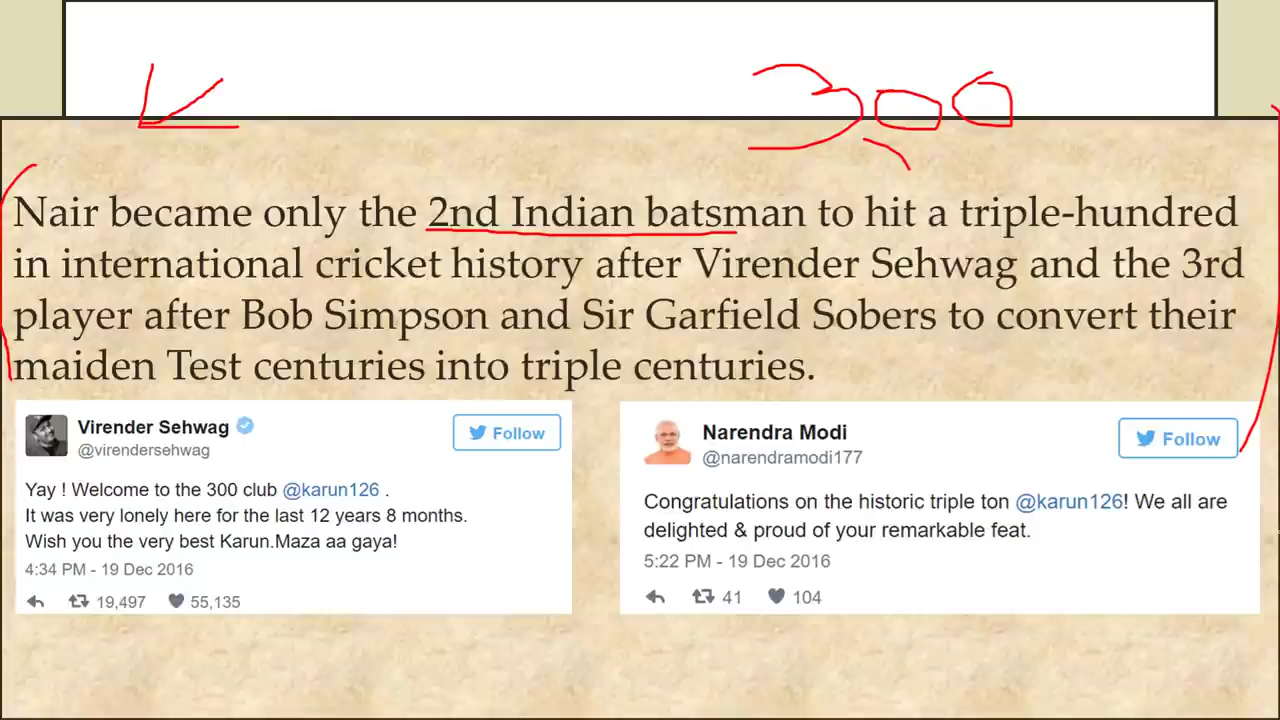 300
Nair became only the 2nd Indian batsman to hit a triple-hundred
in international cricket history after Virender Sehwag and the 3rd
player after Bob Simpson and Sir Garfield Sobers to convert their
maiden Test centuries into triple centuries.
Virender Sehwag
@virendersehwag
Follow
Yay ! Welcome to the 300 club @karun126 .
It was very lonely here for the last 12 years 8 months.
Wish you the very best Karun.Maza aa gaya!
4:34 PM - 19 Dec 2016
19,497 55,135
Narendra Modi
@narendramodi177
Follow
Congratulations on the historic triple ton @karun126! We all are
delighted & proud of your remarkable feat.
5:22 PM - 19 Dec 2016
41 104